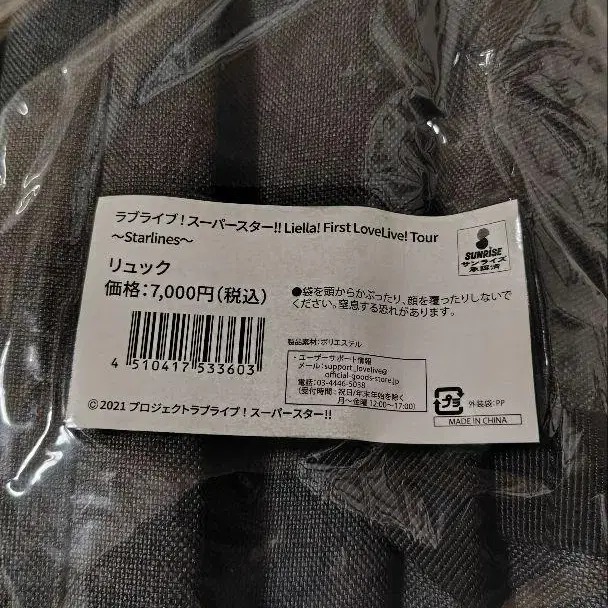 ラブライブ!スーパースター!! Liella! First LoveLive! Tour
～Starlines～
SUNRISE
サンライズ
承認済
リュック
価格:7,000円(税込)
●袋を頭からかぶったり、顔を覆ったりしないで
ください。窒息する恐れがあります。
4 510417 533603
製品素材:ポリエステル
・ユーザーサポート情報
メール:support_lovelive@
official-goods-store.jp
電話:03-4446-5038
(受付時間:祝日/年末年始を除く
月～金曜 12:00～17:00)
プラ
外装袋:PP
MADE IN CHINA
©2021 プロジェクトラブライブ!スーパースター!!